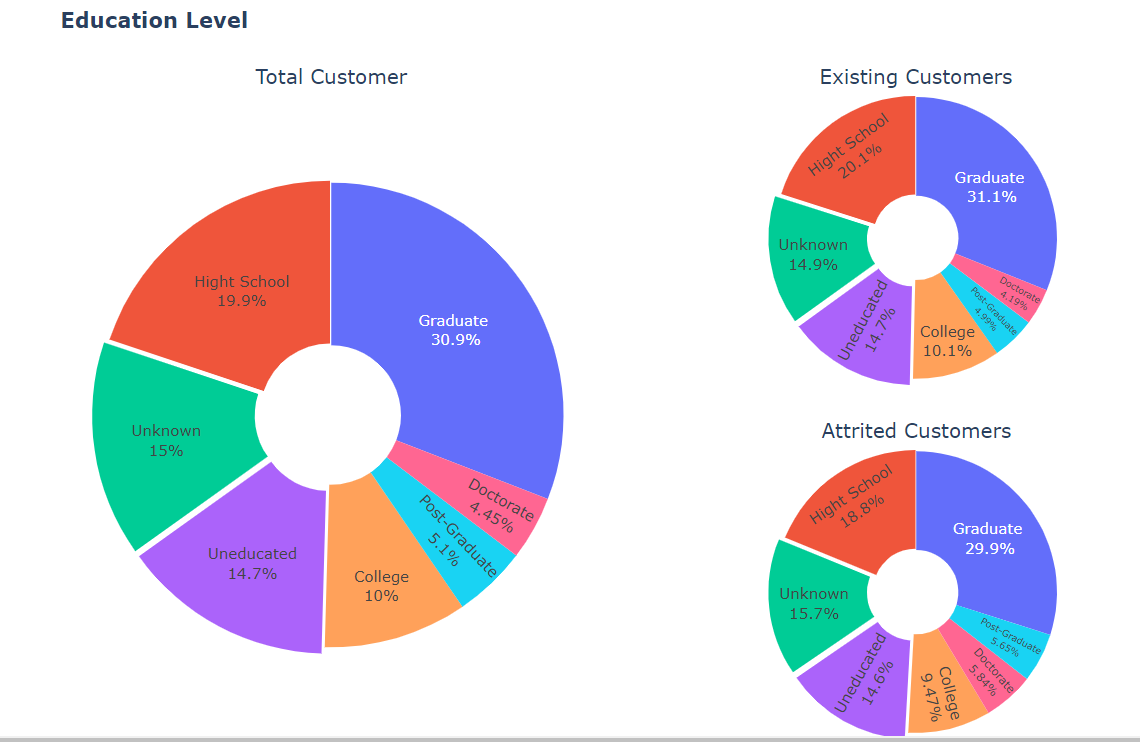 Education Level
Total Customer
Hight School
19.9%
Graduate
30.9%
Unknown
15%
Uneducated
14.7%
College
10%
Post-Graduate
5.1%
Doctorate
4.45%
Existing Customers
Hight School
20.1%
Graduate
31.1%
Unknown
14.9%
Uneducated
14.7%
College
10.1%
Post-Graduate
4.99%
Doctorate
4.19%
Attrited Customers
Hight School
18.8%
Graduate
29.9%
Unknown
15.7%
Uneducated
14.6%
College
9.47%
Doctorate
5.84%
Post-Graduate
5.65%